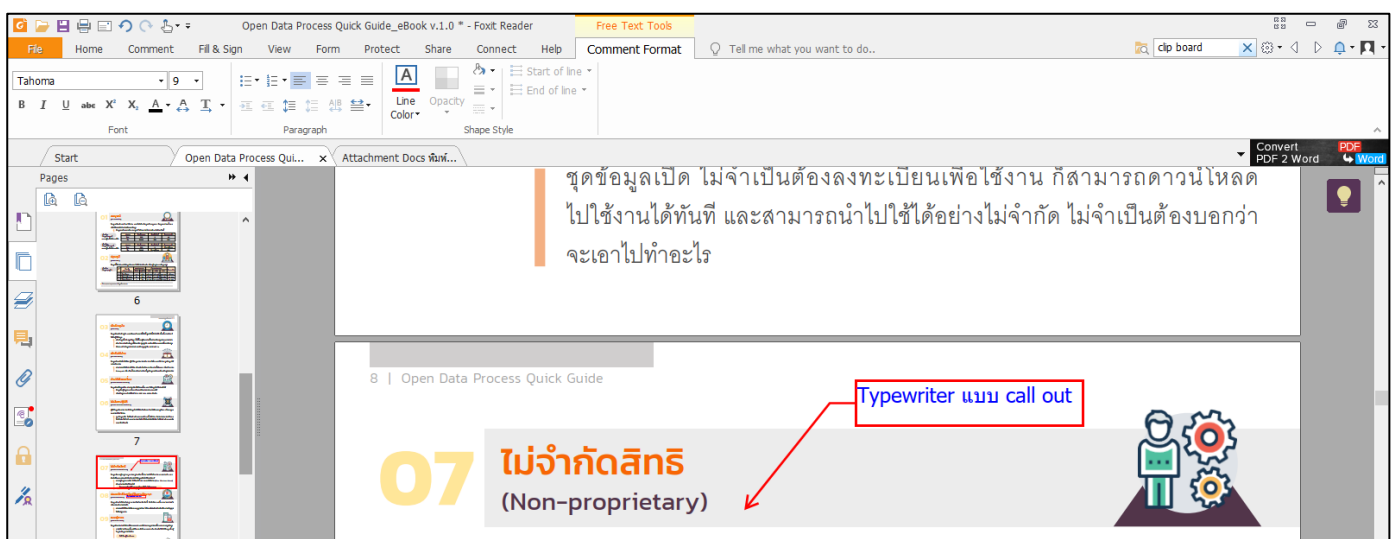 Open Data Process Quick Guide_eBook v.1.0 * - Foxit Reader
Free Text Tools
File Home Comment Fill & Sign View Form Protect Share Connect Help Comment Format Tell me what you want to do.. clip board
Tahoma 9
Start of line
End of line
Line Color
Opacity
B I U abc X² X₂ A A T
Font Paragraph Shape Style
Convert PDF
PDF 2 Word Word
Start Open Data Process Qui... x Attachment Docs พิมพ์...
Pages
6
7
ชุดข้อมูลเปิด ไม่จำเป็นต้องลงทะเบียนเพื่อใช้งาน ก็สามารถดาวน์โหลด
ไปใช้งานได้ทันที และสามารถนำไปใช้ได้อย่างไม่จำกัด ไม่จำเป็นต้องบอกว่า
จะเอาไปทำอะไร
8 | Open Data Process Quick Guide
Typewriter แบบ call out
07 ไม่จำกัดสิทธิ
(Non-proprietary)